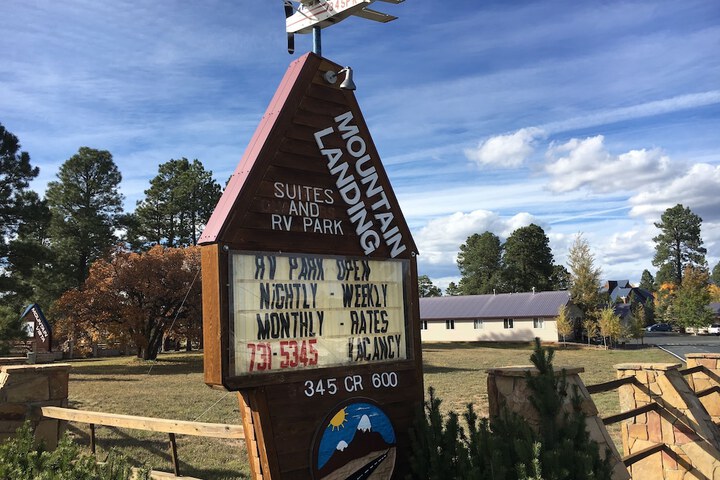 MOUNTAIN
LANDING
SUITES
AND
RV PARK
RV PARK OPEN
NIGHTLY - WEEKLY
MONTHLY - RATES
731-5345 VACANCY
345 CR 600